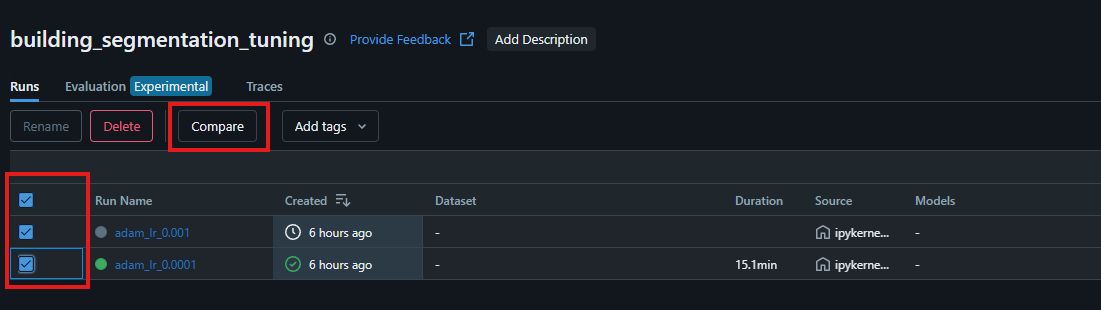 building_segmentation_tuning Provide Feedback Add Description
Runs Evaluation Experimental Traces
Rename Delete Compare Add tags
Run Name Created Dataset Duration Source Models
adam_lr_0.001 6 hours ago - ipykerne... -
adam_lr_0.0001 6 hours ago - 15.1min ipykerne... -